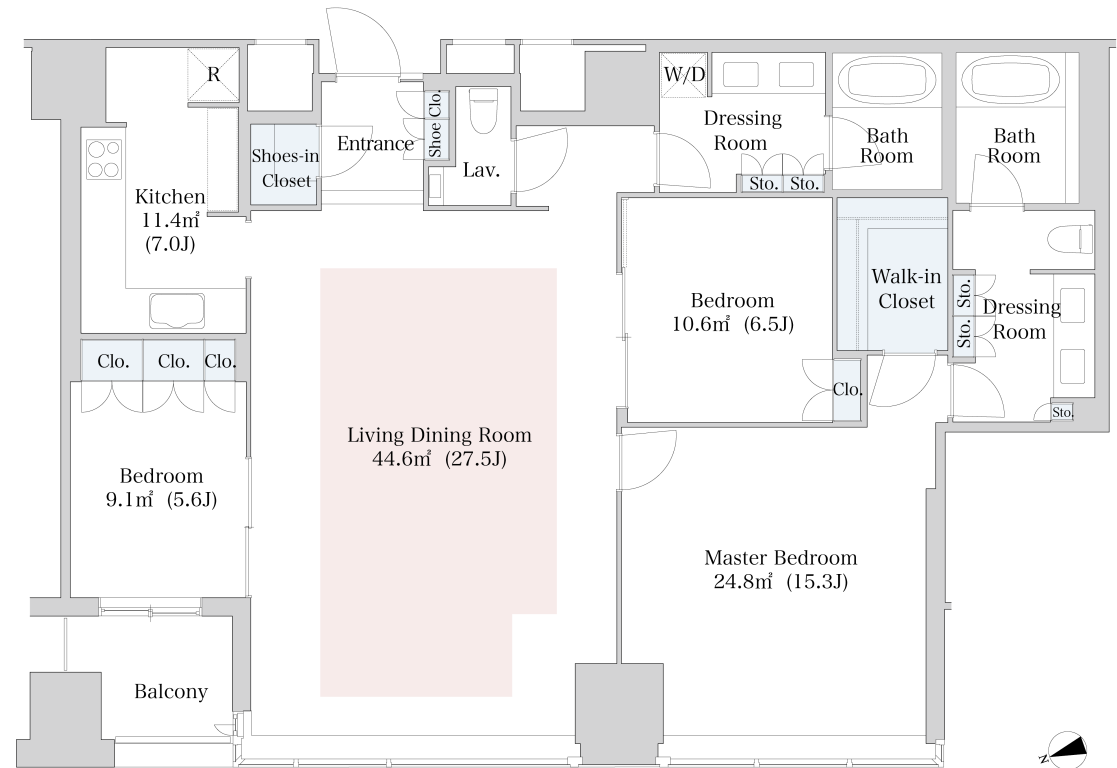 R
Entrance
Shoe Clo.
Shoes-in
Closet
Lav.
W/D
Dressing
Room
Bath
Room
Bath
Room
Sto.
Sto.
Kitchen
11.4㎡
(7.0J)
Bedroom
10.6㎡ (6.5J)
Walk-in
Closet
Sto.
Sto.
Dressing
Room
Sto.
Clo.
Clo.
Clo.
Clo.
Living Dining Room
44.6㎡ (27.5J)
Bedroom
9.1㎡ (5.6J)
Master Bedroom
24.8㎡ (15.3J)
Balcony
N